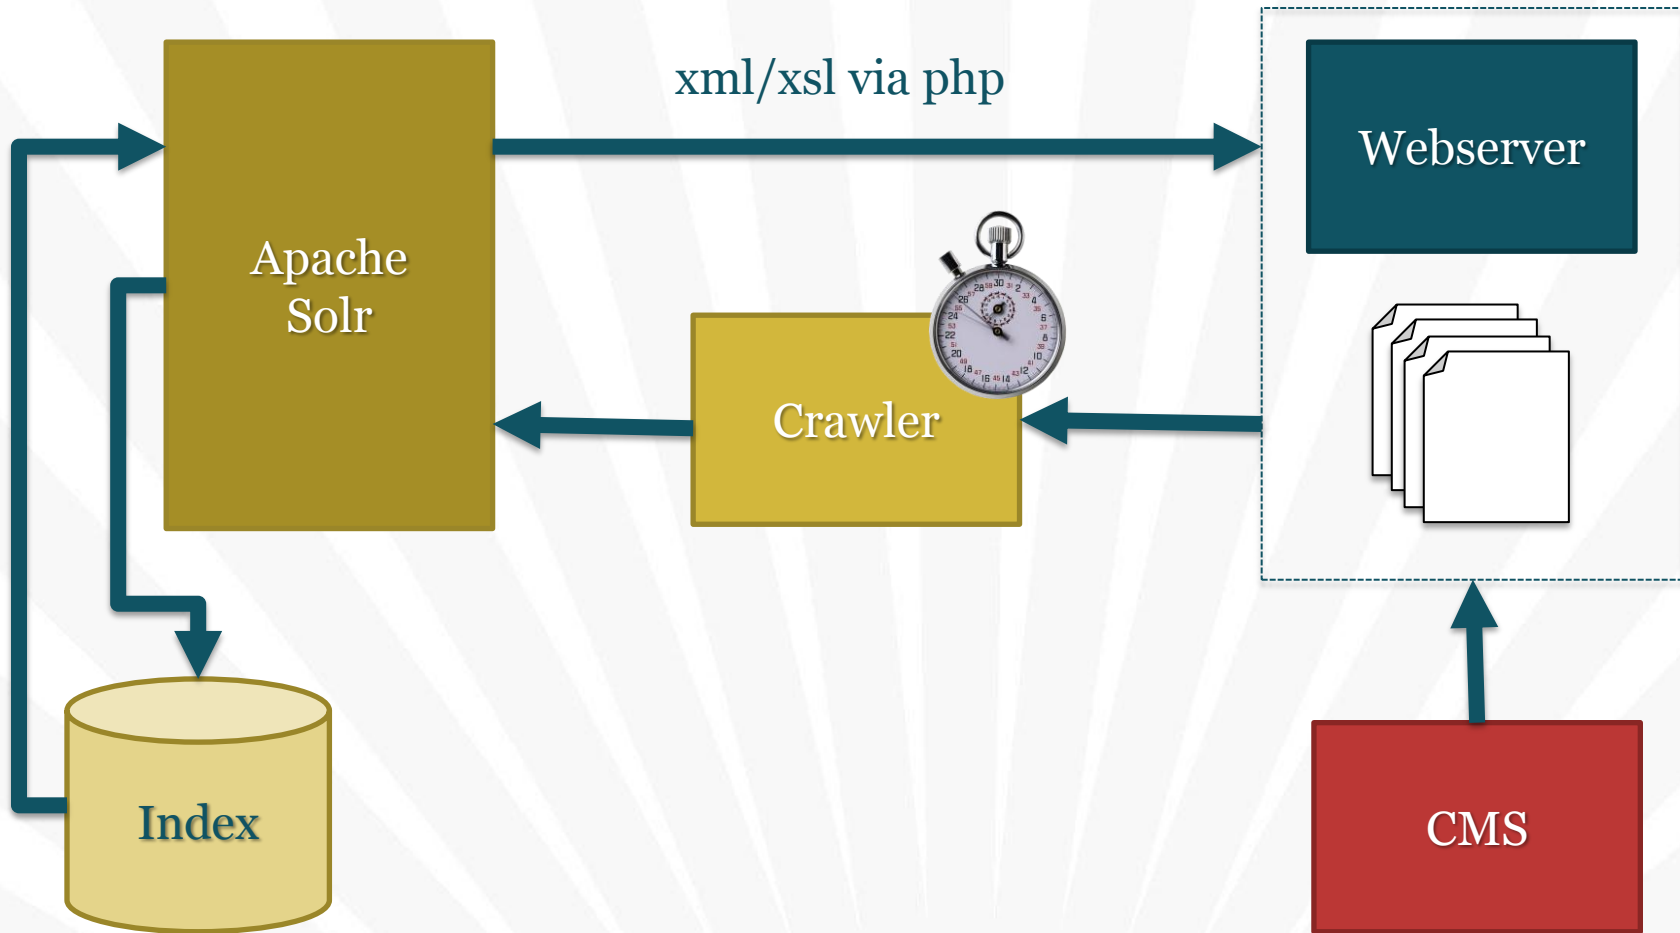 xml/xsl via php
Webserver
Apache
Solr
Crawler
Index
CMS